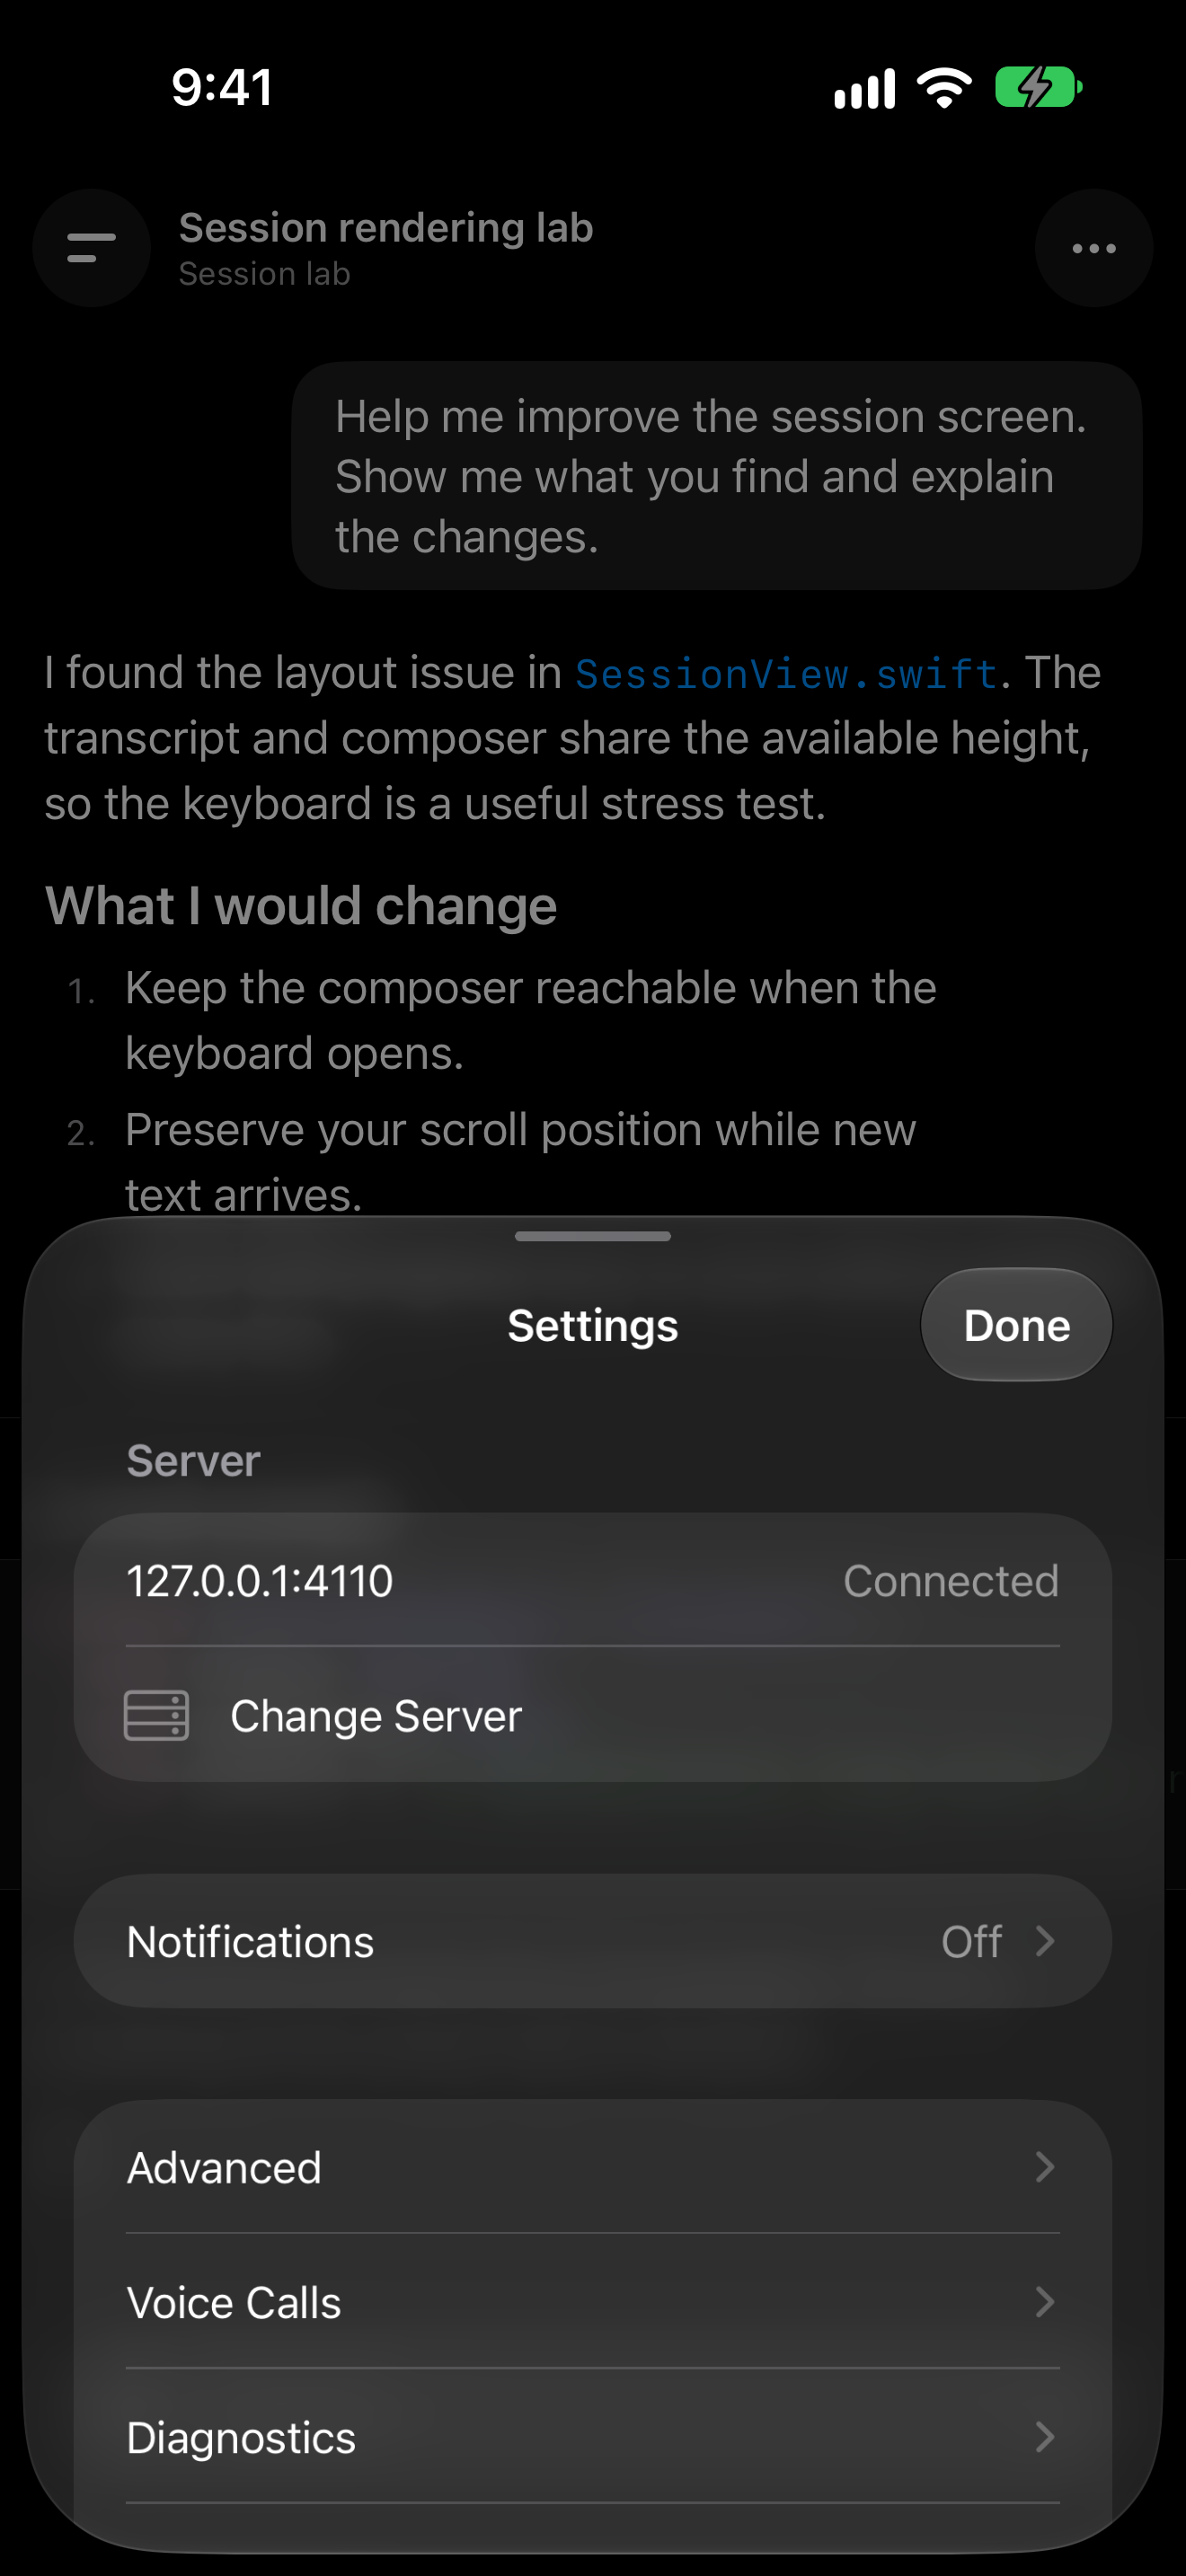 9:41
Session rendering lab
Session lab
Help me improve the session screen.
Show me what you find and explain
the changes.
I found the layout issue in SessionView.swift. The
transcript and composer share the available height,
so the keyboard is a useful stress test.
What I would change
1. Keep the composer reachable when the
keyboard opens.
2. Preserve your scroll position while new
text arrives.
Settings
Done
Server
127.0.0.1:4110
Connected
Change Server
Notifications
Off
Advanced
Voice Calls
Diagnostics